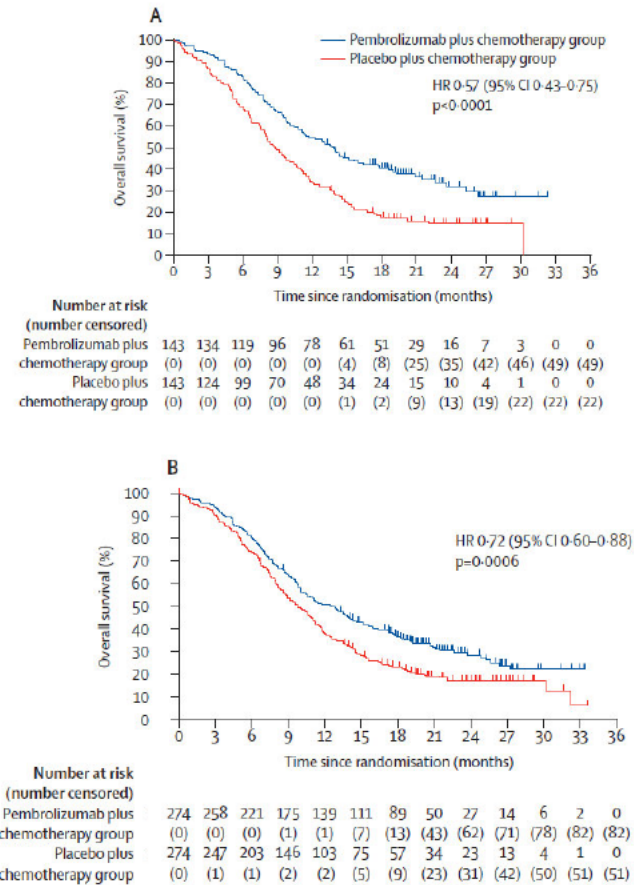 A
Pembrolizumab plus chemotherapy group
Placebo plus chemotherapy group
HR 0·57 (95% CI 0·43–0·75)
p<0·0001
Overall survival (%)
100
90
80
70
60
50
40
30
20
10
0
0 3 6 9 12 15 18 21 24 27 30 33 36
Time since randomisation (months)
Number at risk
(number censored)
Pembrolizumab plus 143 134 119 96 78 61 51 29 16 7 3 0 0
chemotherapy group (0) (0) (0) (0) (0) (4) (8) (25) (35) (42) (46) (49) (49)
Placebo plus 143 124 99 70 48 34 24 15 10 4 1 0 0
chemotherapy group (0) (0) (0) (0) (0) (1) (2) (9) (13) (19) (22) (22) (22)
B
HR 0·72 (95% CI 0·60–0·88)
p=0·0006
Overall survival (%)
100
90
80
70
60
50
40
30
20
10
0
0 3 6 9 12 15 18 21 24 27 30 33 36
Time since randomisation (months)
Number at risk
(number censored)
Pembrolizumab plus 274 258 221 175 139 111 89 50 27 14 6 2 0
chemotherapy group (0) (0) (0) (1) (1) (7) (13) (43) (62) (71) (78) (82) (82)
Placebo plus 274 247 203 146 103 75 57 34 23 13 4 1 0
chemotherapy group (0) (1) (1) (2) (2) (5) (9) (23) (31) (42) (50) (51) (51)